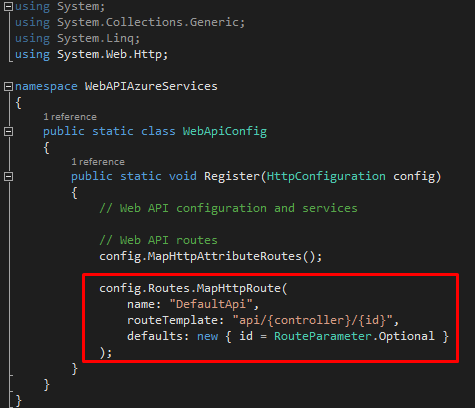 using System;
using System.Collections.Generic;
using System.Linq;
using System.Web.Http;
namespace WebAPIAzureServices
{
1 reference
public static class WebApiConfig
{
1 reference
public static void Register(HttpConfiguration config)
{
// Web API configuration and services
// Web API routes
config.MapHttpAttributeRoutes();
config.Routes.MapHttpRoute(
name: "DefaultApi",
routeTemplate: "api/{controller}/{id}",
defaults: new { id = RouteParameter.Optional }
);
}
}
}